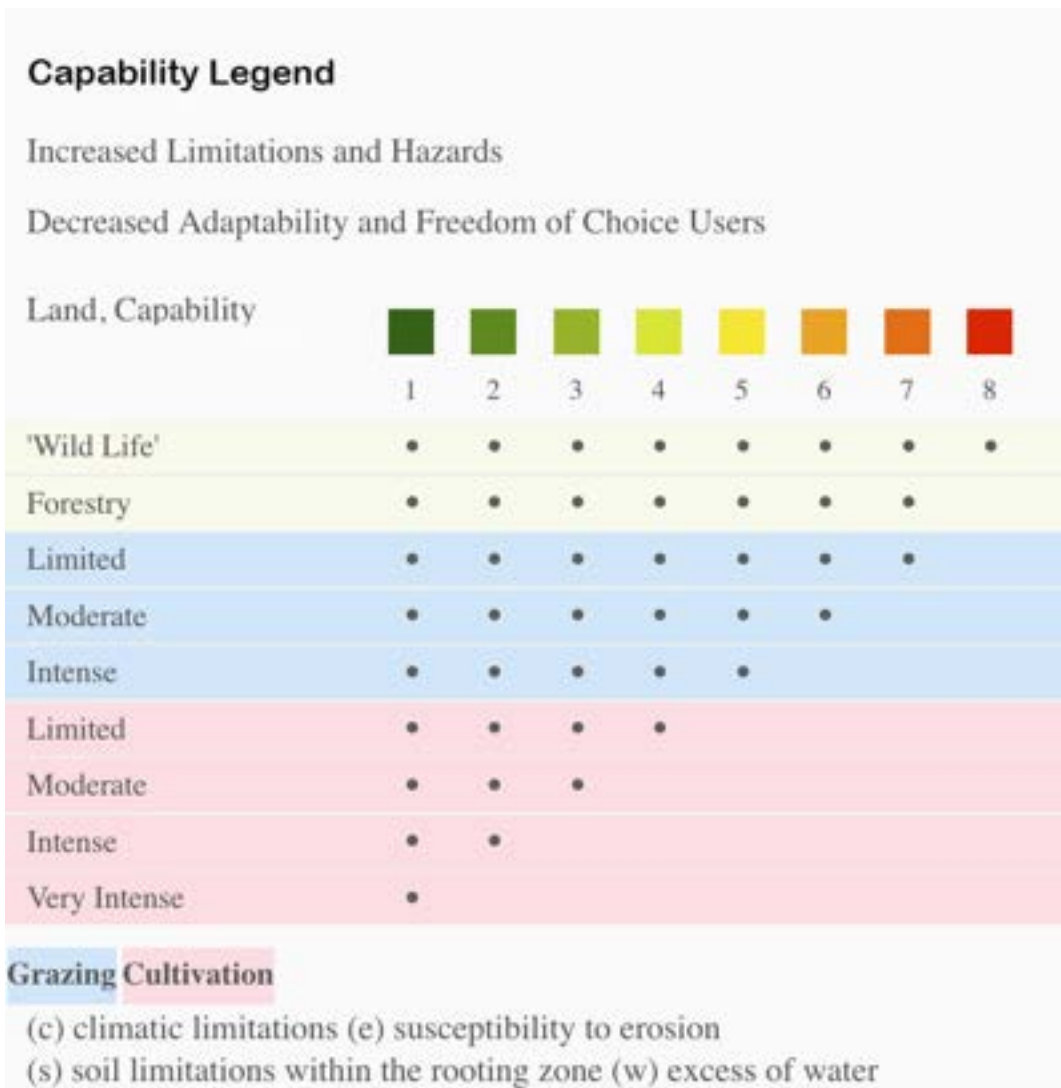 Capability Legend
Increased Limitations and Hazards
Decreased Adaptability and Freedom of Choice Users
Land, Capability
1 2 3 4 5 6 7 8
'Wild Life' • • • • • • • •
Forestry • • • • • • •
Limited • • • • • • •
Moderate • • • • • •
Intense • • • • •
Limited • • • •
Moderate • • •
Intense • •
Very Intense •
Grazing Cultivation
(c) climatic limitations (e) susceptibility to erosion
(s) soil limitations within the rooting zone (w) excess of water